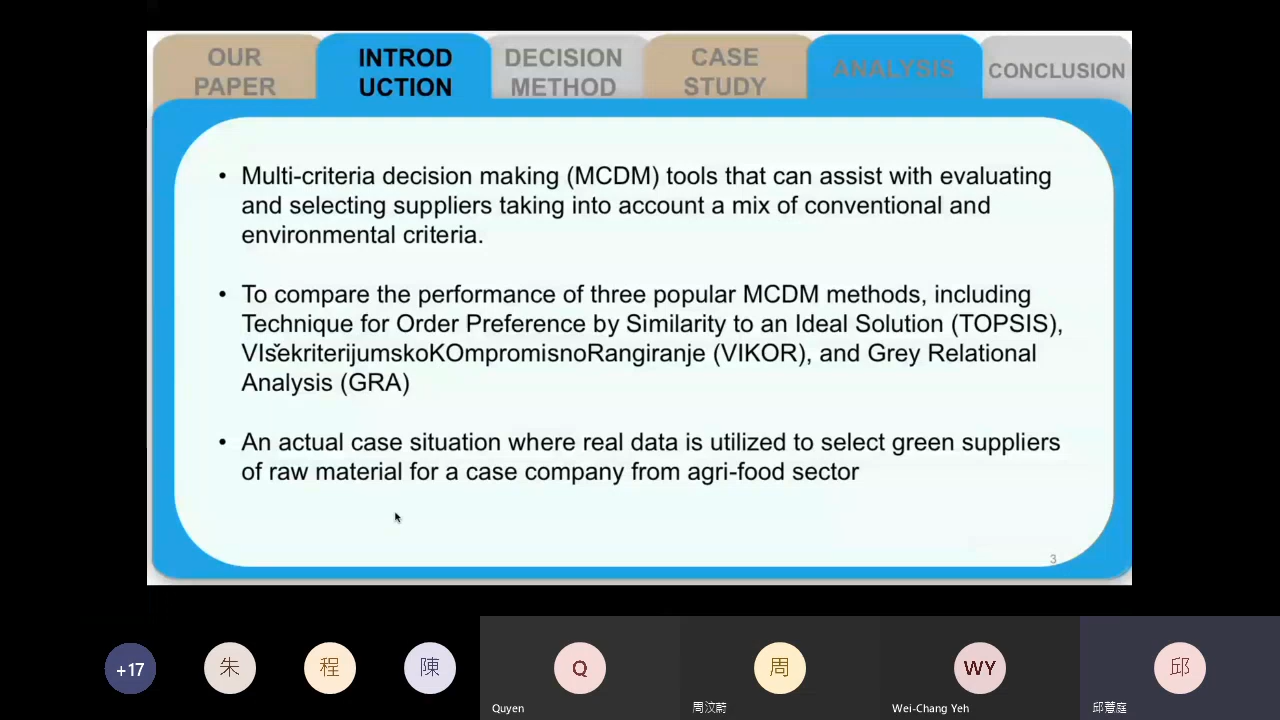 OUR
PAPER
INTROD
UCTION
DECISION
METHOD
CASE
STUDY
ANALYSIS
CONCLUSION
• Multi-criteria decision making (MCDM) tools that can assist with evaluating
and selecting suppliers taking into account a mix of conventional and
environmental criteria.
• To compare the performance of three popular MCDM methods, including
Technique for Order Preference by Similarity to an Ideal Solution (TOPSIS),
VIšekriterijumskoKOmpromisnoRangiranje (VIKOR), and Grey Relational
Analysis (GRA)
• An actual case situation where real data is utilized to select green suppliers
of raw material for a case company from agri-food sector
3
+17
朱
程
陳
Q
周
WY
邱
Quyen
周汶蔚
Wei-Chang Yeh